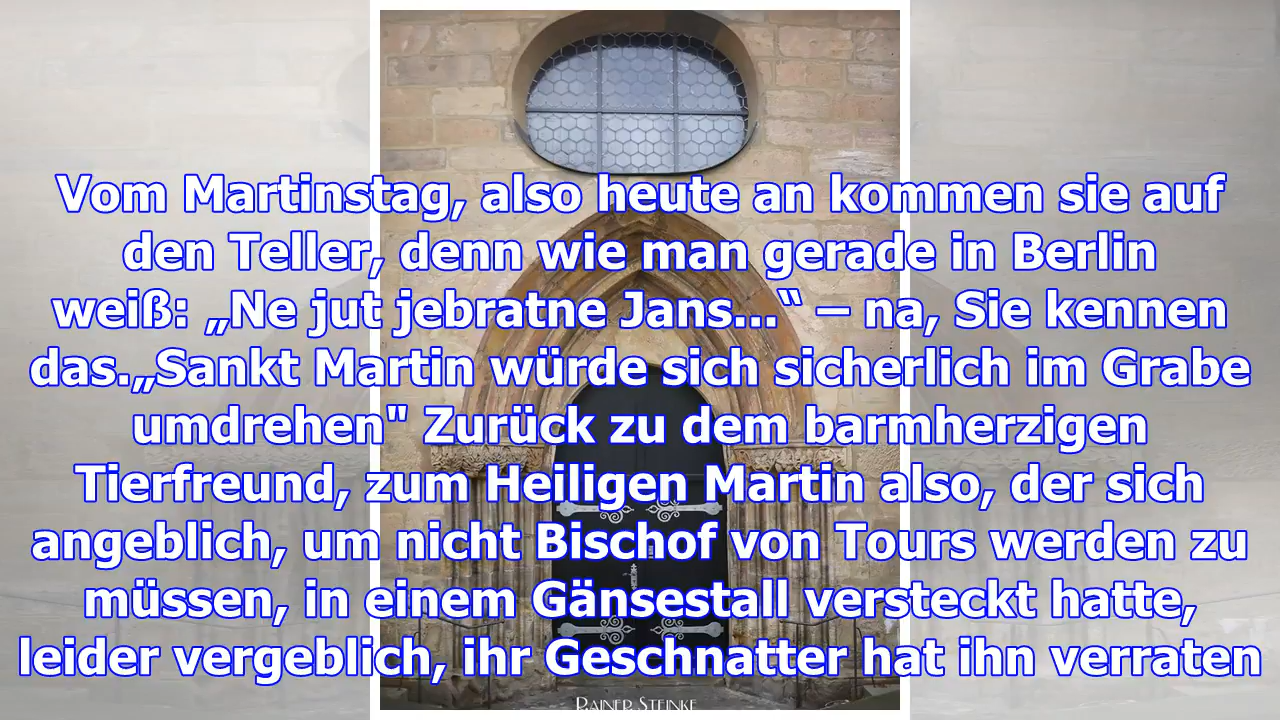 Vom Martinstag, also heute an kommen sie auf
den Teller, denn wie man gerade in Berlin
weiß: „Ne jut jebratne Jans...“ – na, Sie kennen
das.„Sankt Martin würde sich sicherlich im Grabe
umdrehen" Zurück zu dem barmherzigen
Tierfreund, zum Heiligen Martin also, der sich
angeblich, um nicht Bischof von Tours werden zu
müssen, in einem Gänsestall versteckt hatte,
leider vergeblich, ihr Geschnatter hat ihn verraten
RAINER STEINKE